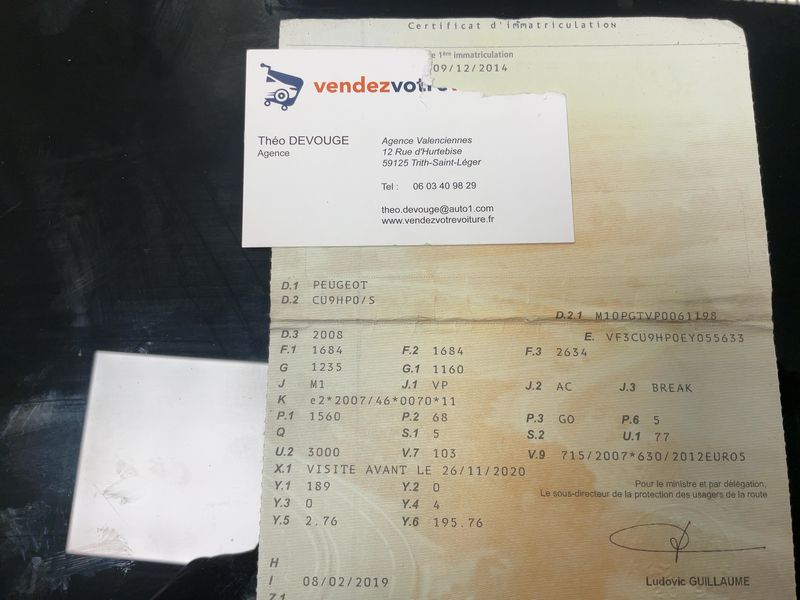 Certificat d'immatriculation
e 1ère immatriculation
09/12/2014
vendezvotre
Théo DEVOUGE
Agence
Agence Valenciennes
12 Rue d'Hurtebise
59125 Trith-Saint-Léger
Tel : 06 03 40 98 29
theo.devouge@auto1.com
www.vendezvotrevoiture.fr
D.1 PEUGEOT
D.2 CU9HP0/S
D.2.1 M10PGTVP0061198
D.3 2008 E. VF3CU9HP0EY055633
F.1 1684 F.2 1684 F.3 2634
G 1235 G.1 1160
J M1 J.1 VP J.2 AC J.3 BREAK
K e2*2007/46*0070*11
P.1 1560 P.2 68 P.3 GO P.6 5
Q S.1 5 S.2 U.1 77
U.2 3000 V.7 103 V.9 715/2007*630/2012EURO5
X.1 VISITE AVANT LE 26/11/2020
Y.1 189 Y.2 0
Y.3 0 Y.4 4
Y.5 2.76 Y.6 195.76
Pour le ministre et par délégation,
Le sous-directeur de la protection des usagers de la route
H
I 08/02/2019
Ludovic GUILLAUME
Z.1